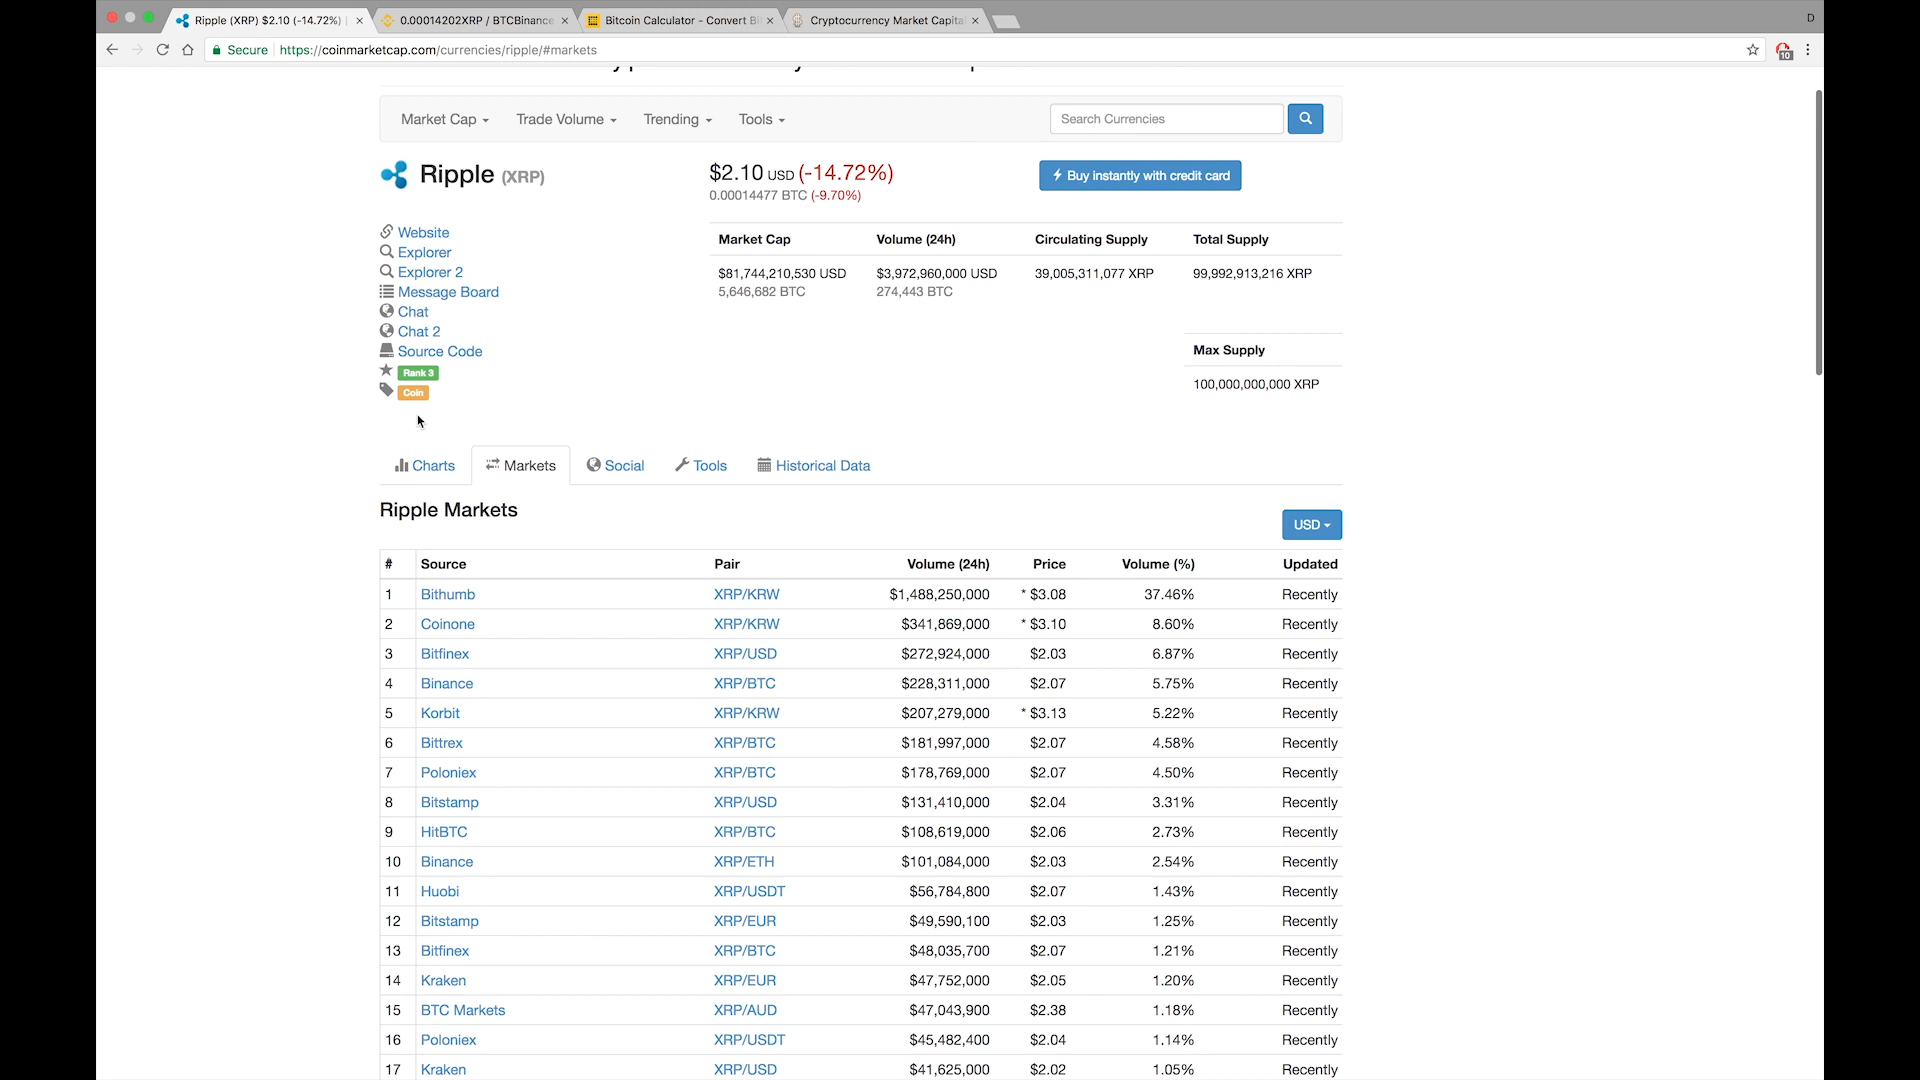 Ripple (XRP) $2.10 (-14.72%) |
0.00014202XRP / BTCBinance
Bitcoin Calculator - Convert Bi
Cryptocurrency Market Capita
D
Secure
https://coinmarketcap.com/currencies/ripple/#markets
10
Market Cap
Trade Volume
Trending
Tools
Search Currencies
Ripple (XRP)
$2.10 USD (-14.72%)
0.00014477 BTC (-9.70%)
Buy instantly with credit card
Website
Explorer
Explorer 2
Message Board
Chat
Chat 2
Source Code
Rank 3
Coin
Market Cap Volume (24h) Circulating Supply Total Supply
$81,744,210,530 USD $3,972,960,000 USD 39,005,311,077 XRP 99,992,913,216 XRP
5,646,682 BTC 274,443 BTC
Max Supply
100,000,000,000 XRP
Charts Markets Social Tools Historical Data
Ripple Markets
USD
# Source Pair Volume (24h) Price Volume (%) Updated
1 Bithumb XRP/KRW $1,488,250,000 * $3.08 37.46% Recently
2 Coinone XRP/KRW $341,869,000 * $3.10 8.60% Recently
3 Bitfinex XRP/USD $272,924,000 $2.03 6.87% Recently
4 Binance XRP/BTC $228,311,000 $2.07 5.75% Recently
5 Korbit XRP/KRW $207,279,000 * $3.13 5.22% Recently
6 Bittrex XRP/BTC $181,997,000 $2.07 4.58% Recently
7 Poloniex XRP/BTC $178,769,000 $2.07 4.50% Recently
8 Bitstamp XRP/USD $131,410,000 $2.04 3.31% Recently
9 HitBTC XRP/BTC $108,619,000 $2.06 2.73% Recently
10 Binance XRP/ETH $101,084,000 $2.03 2.54% Recently
11 Huobi XRP/USDT $56,784,800 $2.07 1.43% Recently
12 Bitstamp XRP/EUR $49,590,100 $2.03 1.25% Recently
13 Bitfinex XRP/BTC $48,035,700 $2.07 1.21% Recently
14 Kraken XRP/EUR $47,752,000 $2.05 1.20% Recently
15 BTC Markets XRP/AUD $47,043,900 $2.38 1.18% Recently
16 Poloniex XRP/USDT $45,482,400 $2.04 1.14% Recently
17 Kraken XRP/USD $41,625,000 $2.02 1.05% Recently